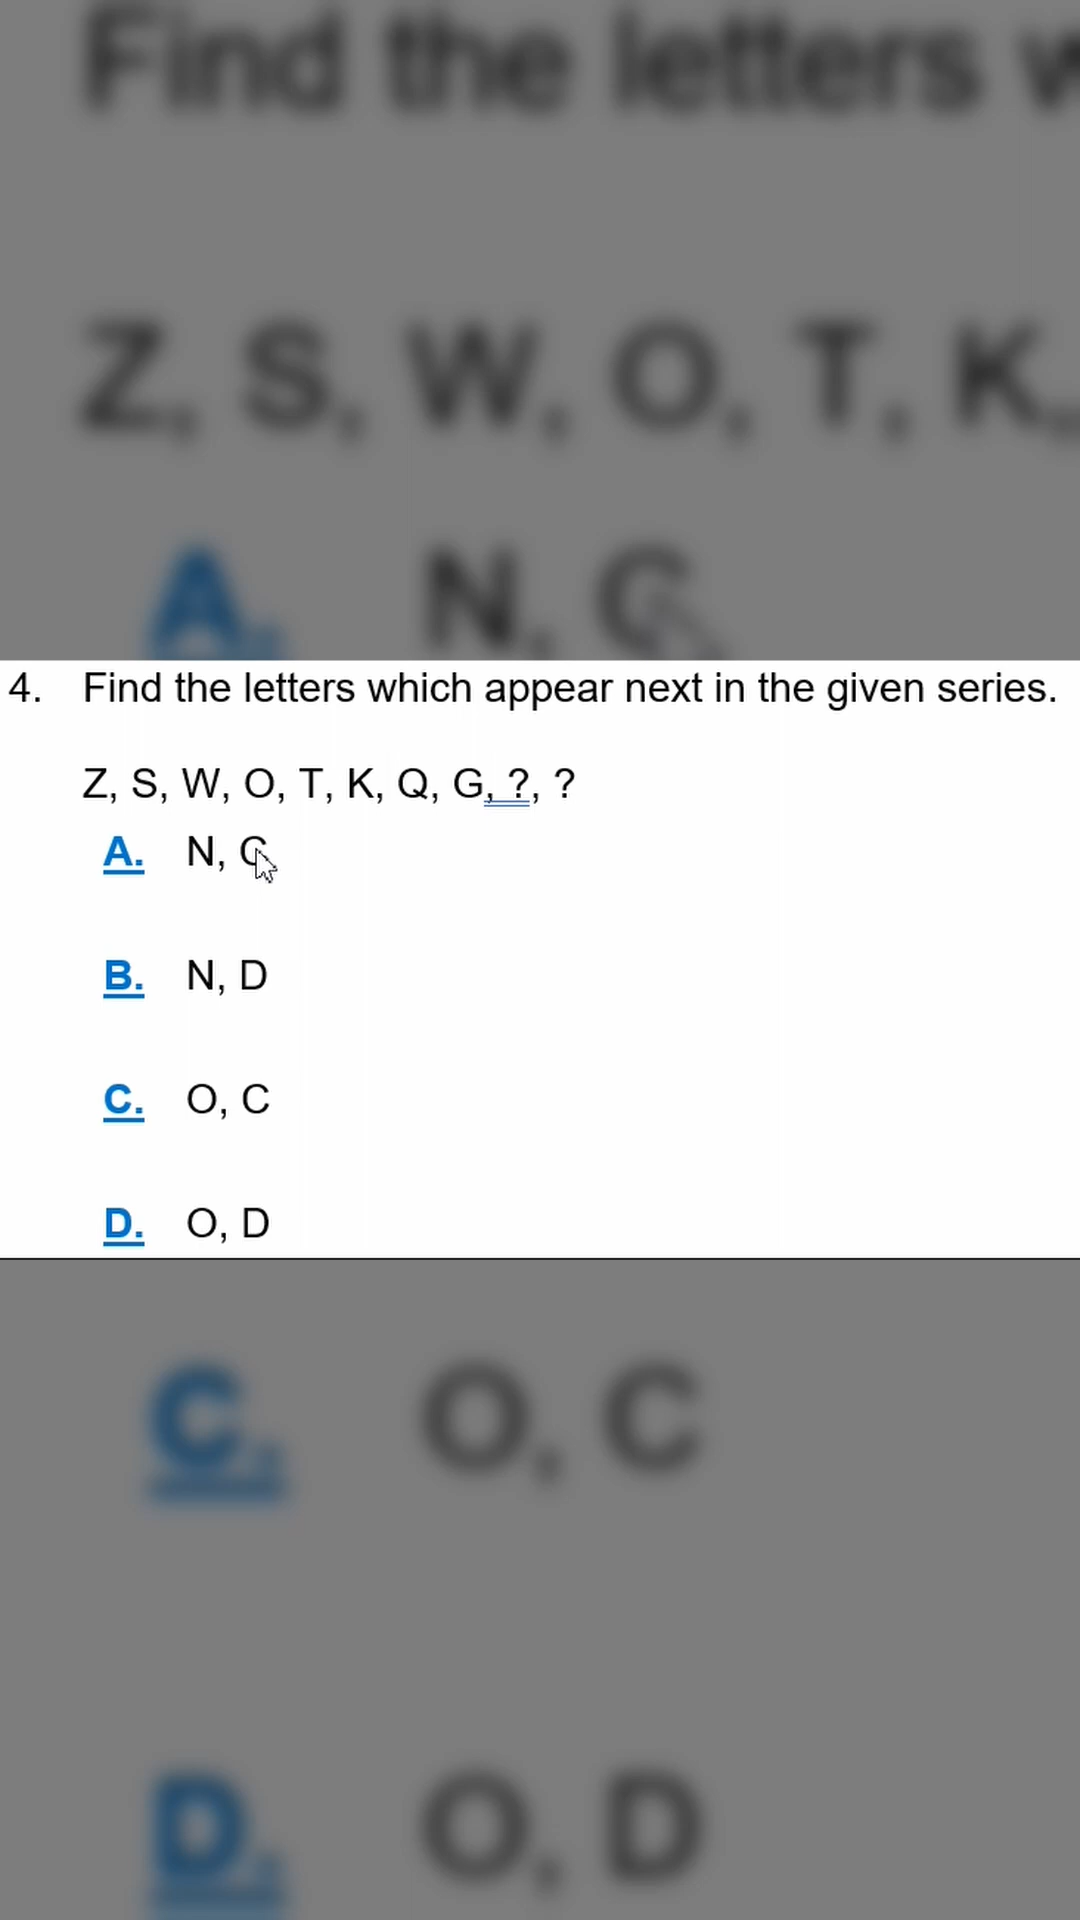 Find the letters w
Z, S, W, O, T, K,
A. N, C
4. Find the letters which appear next in the given series.
Z, S, W, O, T, K, Q, G, ?, ?
A. N, C
B. N, D
C. O, C
D. O, D
C. O, C
D. O, D